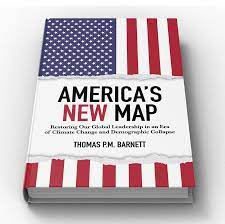 AMERICA'S
NEW MAP
Restoring Our Global Leadership in an Era
of Climate Change and Demographic Collapse
THOMAS P.M. BARNETT